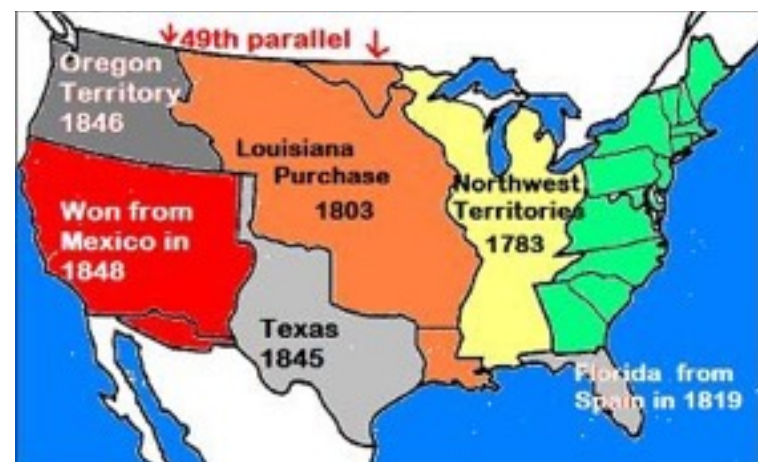 49th parallel
Oregon
Territory
1846
Louisiana
Purchase
1803
Northwest
Territories
1783
Won from
Mexico in
1848
Texas
1845
Florida from
Spain in 1819